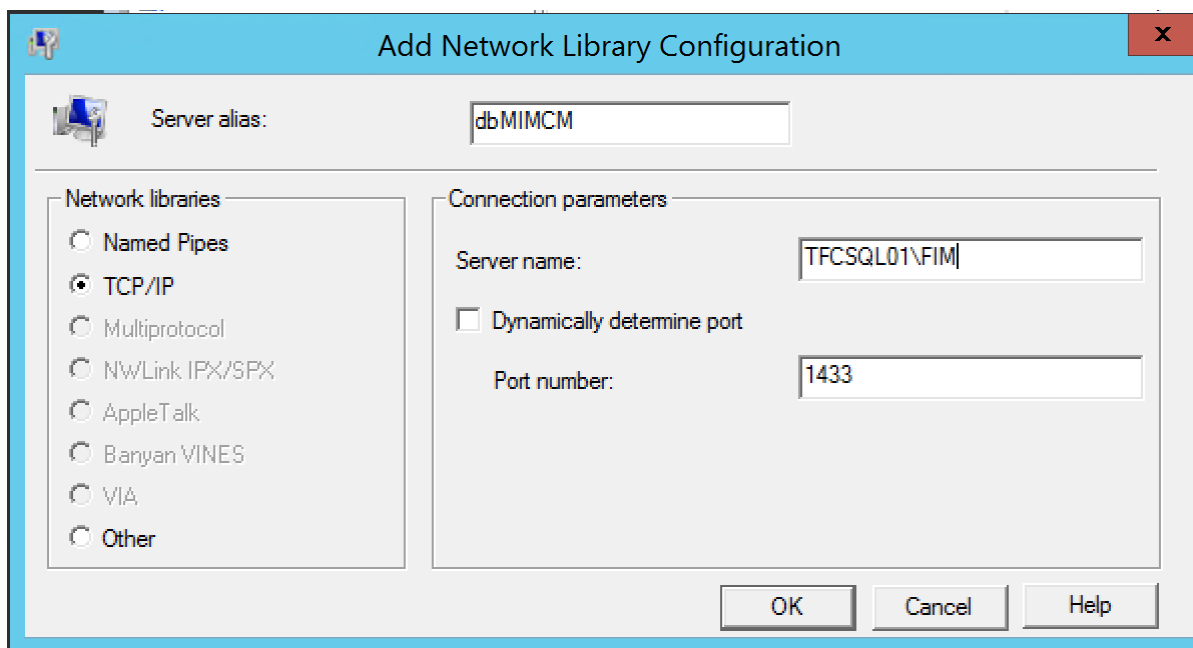 Add Network Library Configuration
x
Server alias:
dbMIMCM
Network libraries
Named Pipes
TCP/IP
Multiprotocol
NWLink IPX/SPX
AppleTalk
Banyan VINES
VIA
Other
Connection parameters
Server name:
TFCSQL01\FIM
Dynamically determine port
Port number:
1433
OK
Cancel
Help